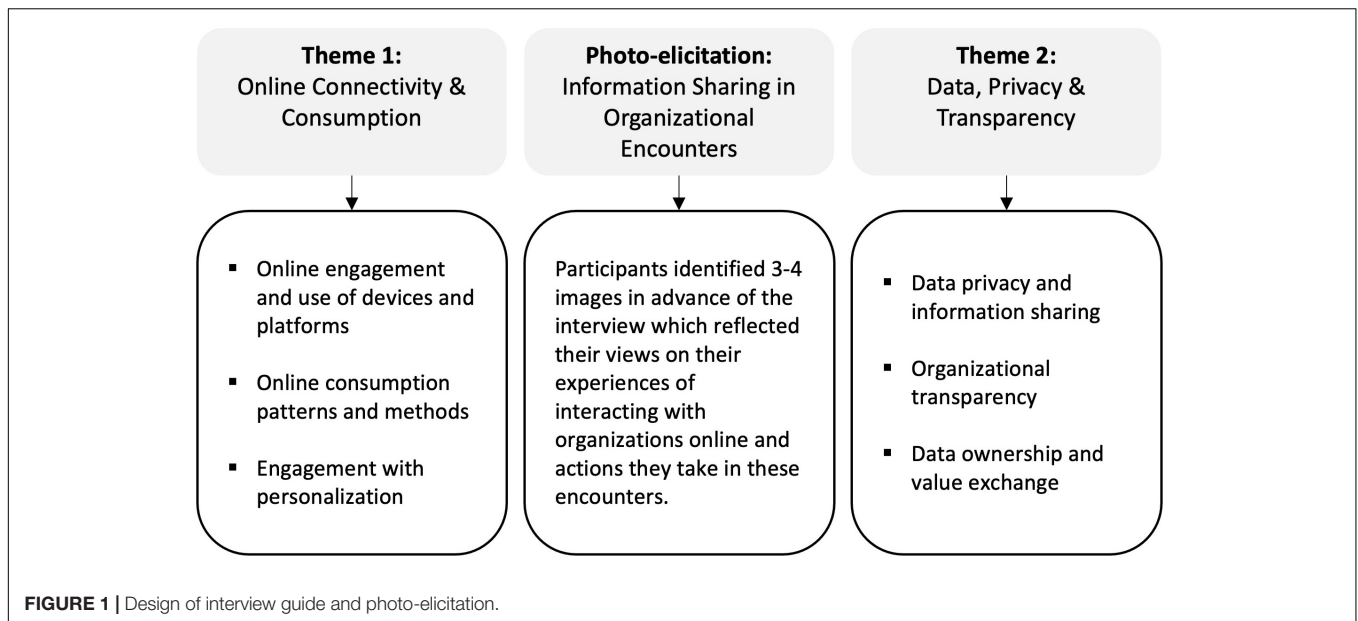 Theme 1:
Online Connectivity &
Consumption
Photo-elicitation:
Information Sharing in
Organizational
Encounters
Theme 2:
Data, Privacy &
Transparency
▪ Online engagement
and use of devices and
platforms
▪ Online consumption
patterns and methods
▪ Engagement with
personalization
Participants identified 3-4
images in advance of the
interview which reflected
their views on their
experiences of
interacting with
organizations online and
actions they take in these
encounters.
▪ Data privacy and
information sharing
▪ Organizational
transparency
▪ Data ownership and
value exchange
FIGURE 1 | Design of interview guide and photo-elicitation.